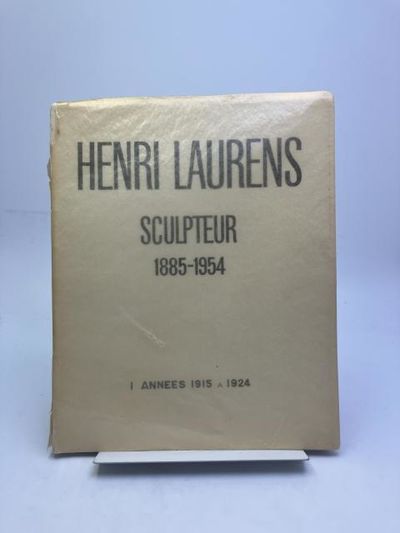 HENRI LAURENS
SCULPTEUR
1885-1954
I ANNEES 1915 A 1924